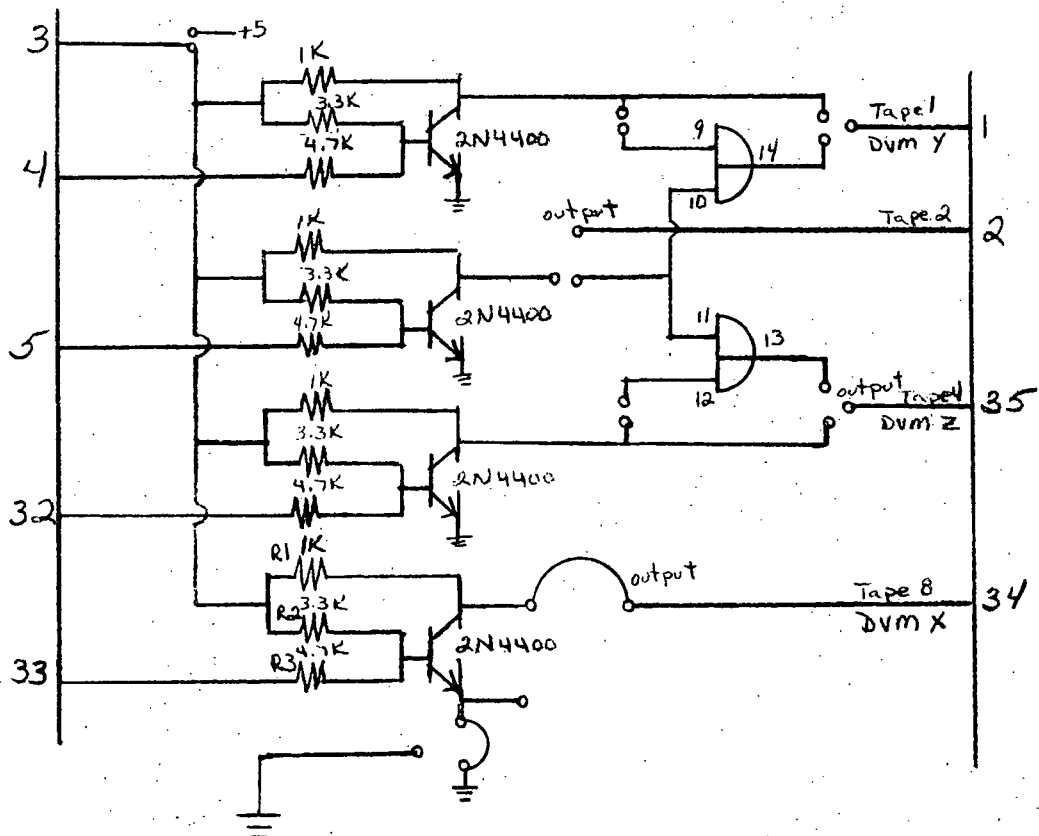 3
+5
1K
3.3K
4.7K
2N4400
4
9
14
10
Tape 1
DVM Y
1
output
Tape 2
2
1K
3.3K
4.7K
2N4400
5
11
13
12
output
Tape 4
DVM Z
35
1K
3.3K
4.7K
2N4400
32
R1
1K
R2
3.3K
R3
4.7K
2N4400
33
output
Tape 8
DVM X
34